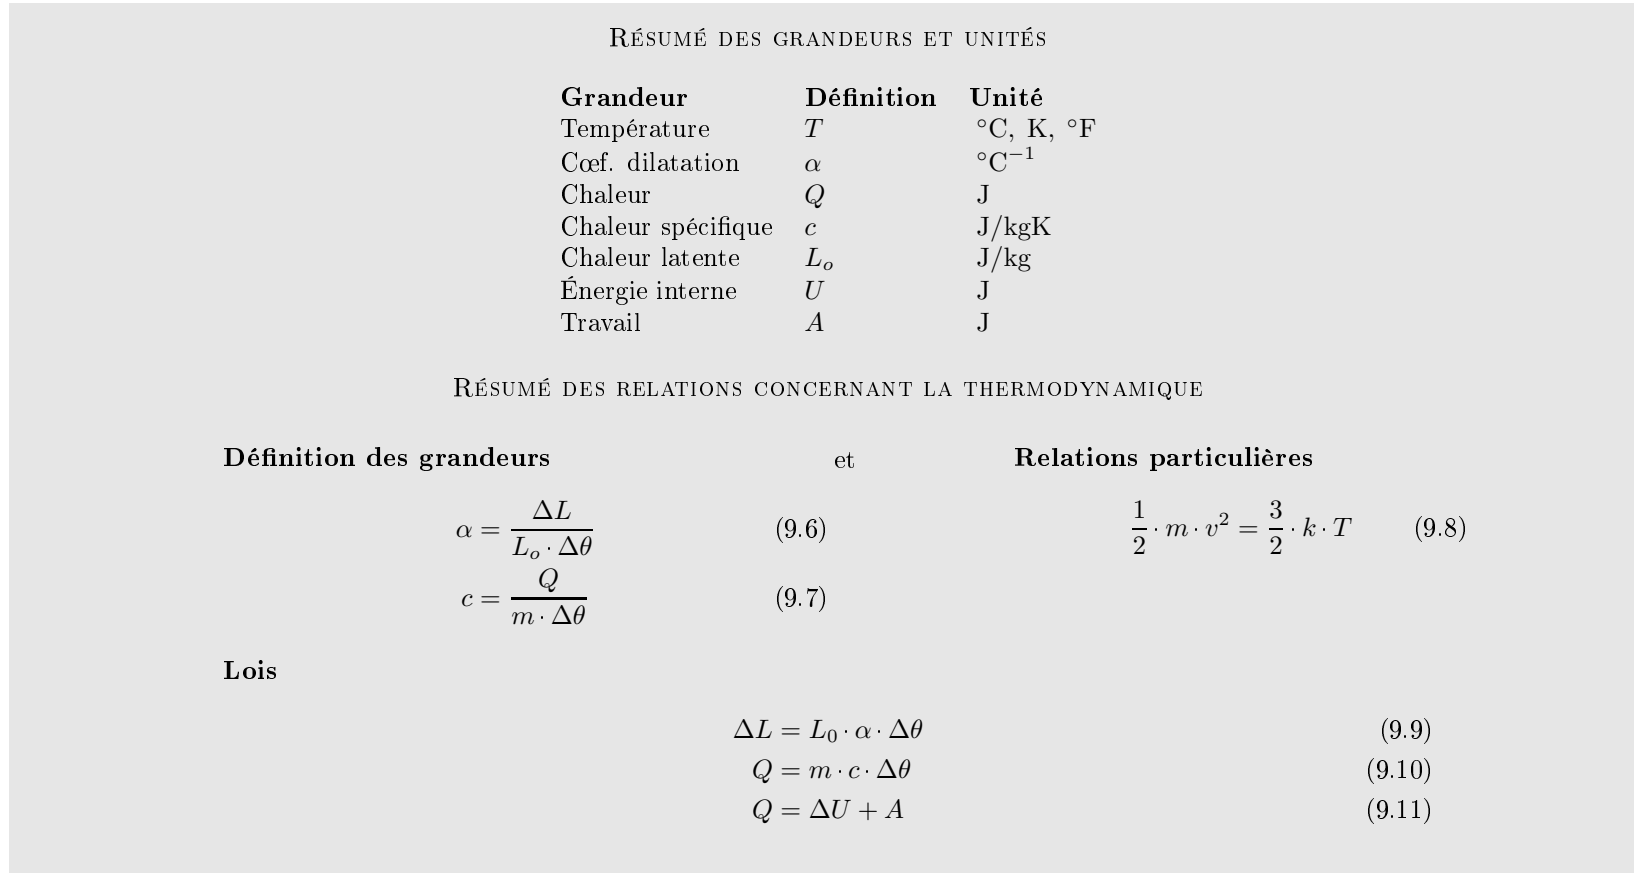 Résumé des grandeurs et unités
Grandeur Définition Unité
Température T °C, K, °F
Cœf. dilatation α °C⁻¹
Chaleur Q J
Chaleur spécifique c J/kgK
Chaleur latente Lₒ J/kg
Énergie interne U J
Travail A J
Résumé des relations concernant la thermodynamique
Définition des grandeurs et Relations particulières
α = ΔL / (Lₒ · Δθ) (9.6)
c = Q / (m · Δθ) (9.7)
1/2 · m · v² = 3/2 · k · T (9.8)
Lois
ΔL = L₀ · α · Δθ (9.9)
Q = m · c · Δθ (9.10)
Q = ΔU + A (9.11)